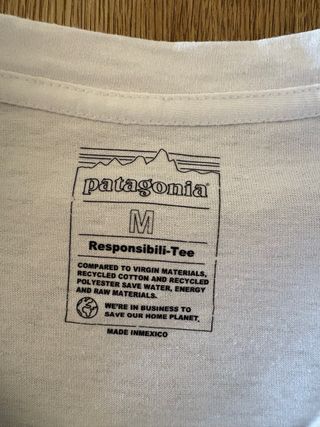 patagonia
M
Responsibili-Tee
COMPARED TO VIRGIN MATERIALS,
RECYCLED COTTON AND RECYCLED
POLYESTER SAVE WATER, ENERGY
AND RAW MATERIALS.
WE'RE IN BUSINESS TO
SAVE OUR HOME PLANET.
MADE INMEXICO